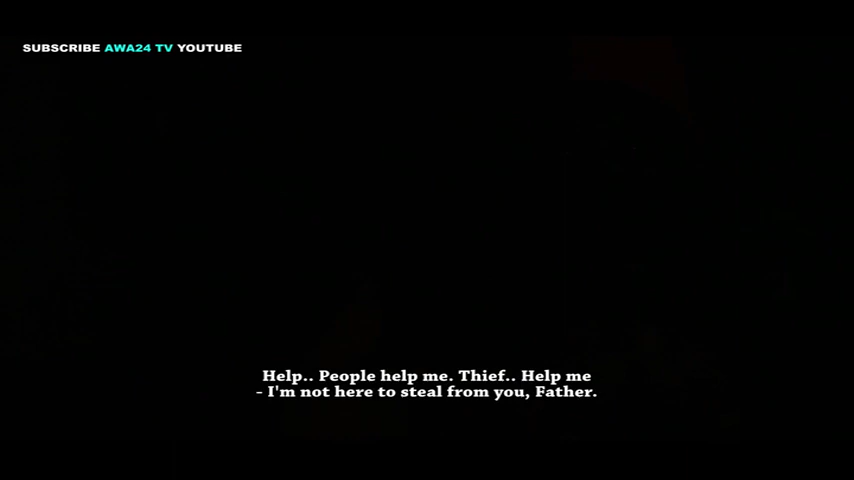 SUBSCRIBE AWA24 TV YOUTUBE
Help.. People help me. Thief.. Help me
- I'm not here to steal from you, Father.